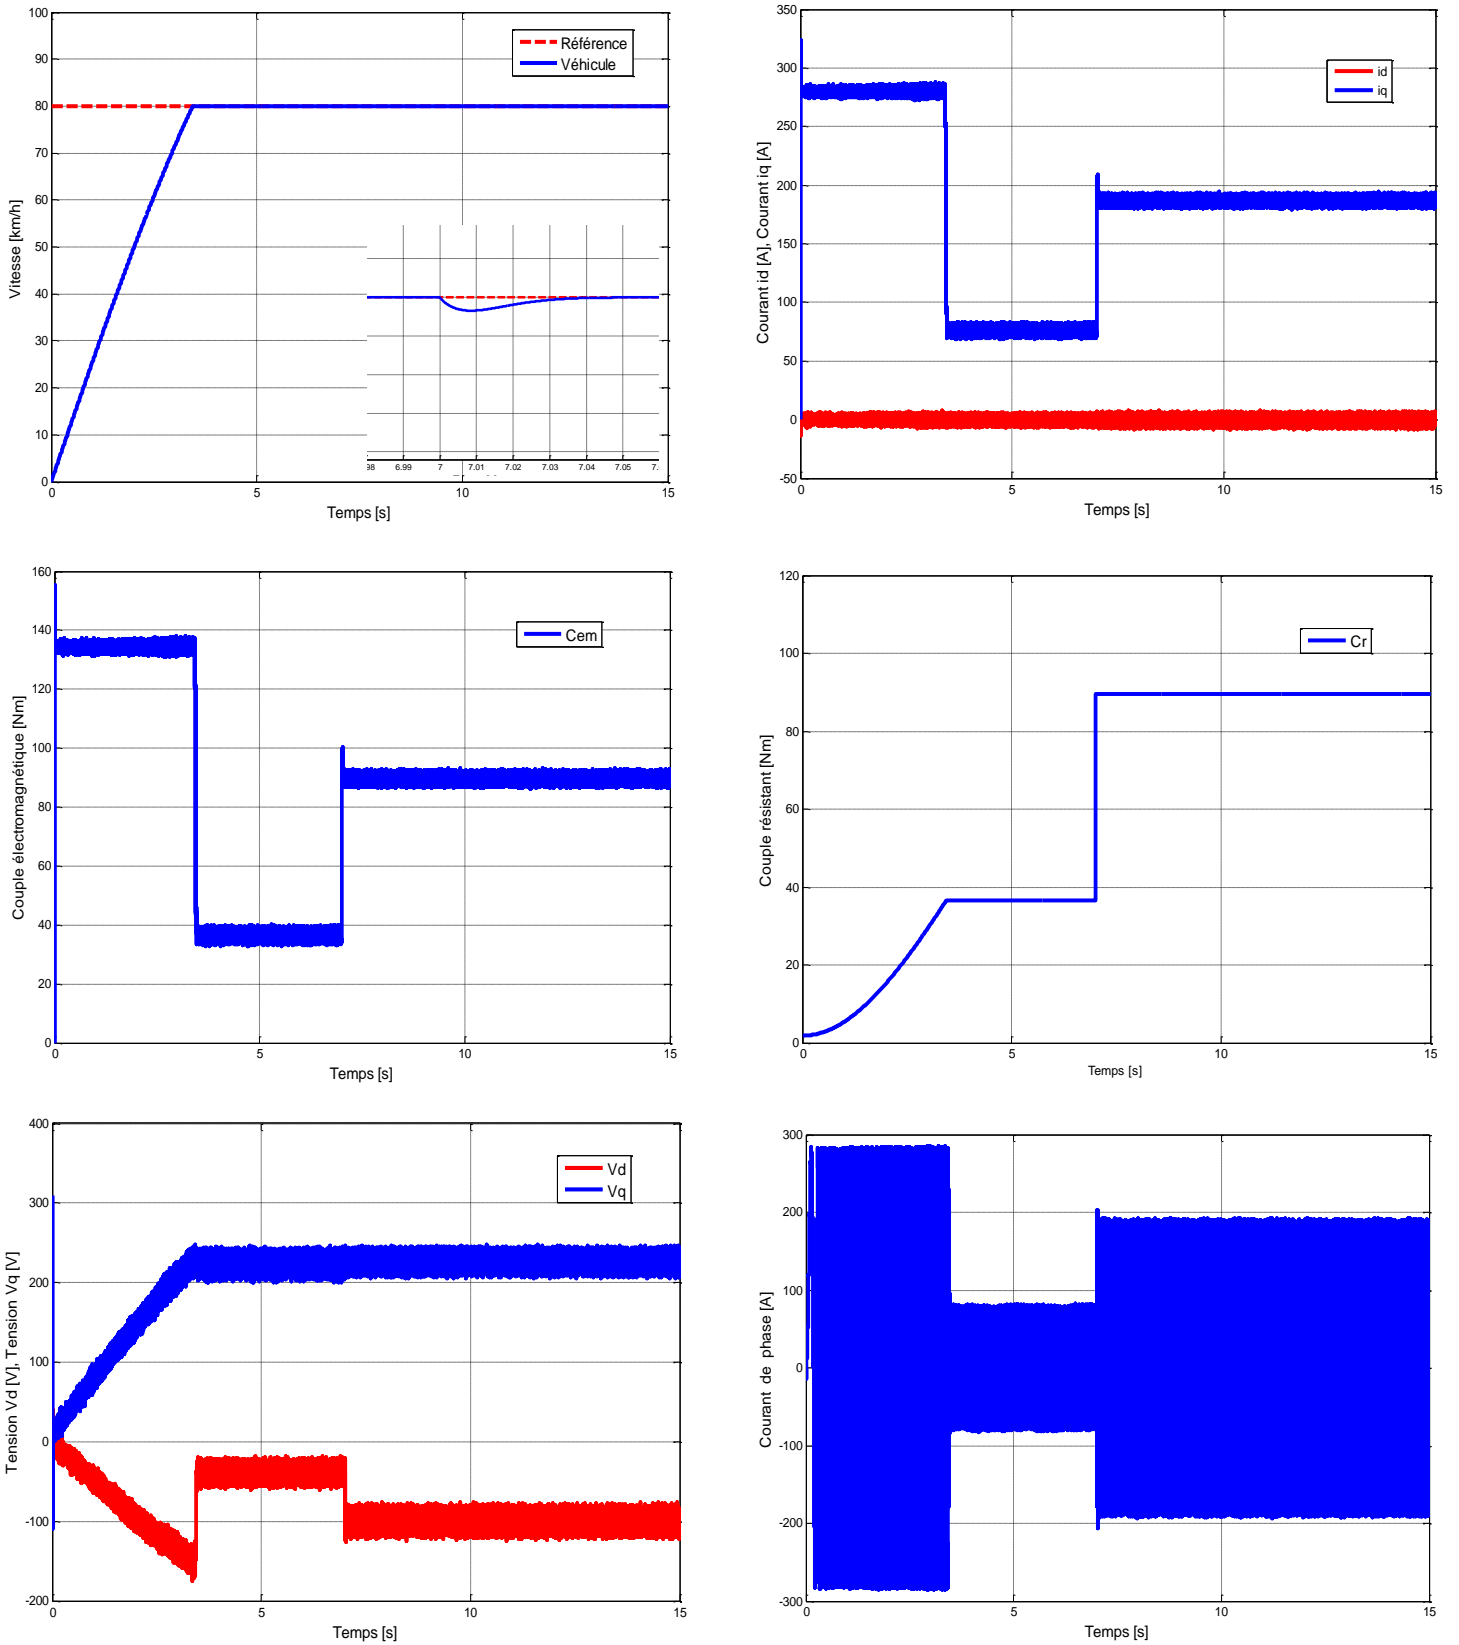 100
90
80
70
60
50
40
30
20
10
0
Vitesse [km/h]
Référence
Véhicule
98 6.99 7 7.01 7.02 7.03 7.04 7.05 7.
0 5 10 15
Temps [s]
350
300
250
200
150
100
50
0
-50
Courant id [A], Courant iq [A]
id
iq
0 5 10 15
Temps [s]
160
140
120
100
80
60
40
20
0
Couple électromagnétique [Nm]
Cem
0 5 10 15
Temps [s]
120
100
80
60
40
20
0
Couple résistant [Nm]
Cr
0 5 10 15
Temps [s]
400
300
200
100
0
-100
-200
Tension Vd [V], Tension Vq [V]
Vd
Vq
0 5 10 15
Temps [s]
300
200
100
0
-100
-200
-300
Courant de phase [A]
0 5 10 15
Temps [s]